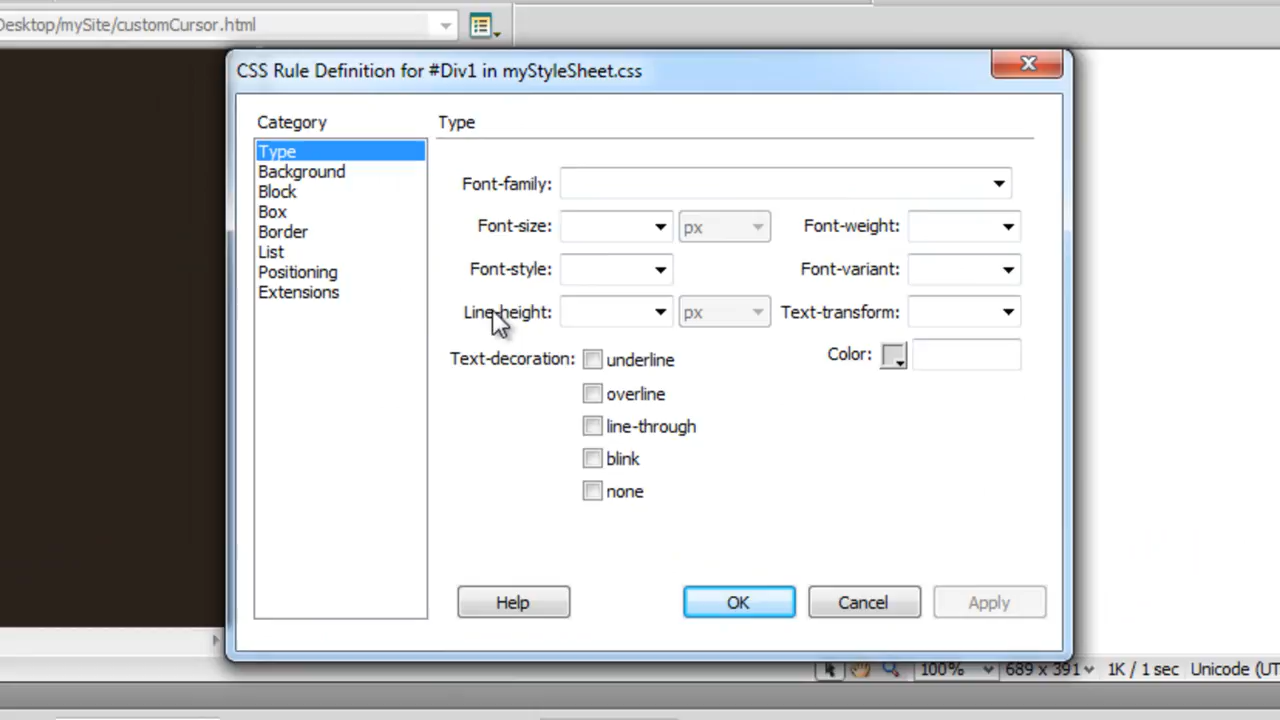 Desktop/mySite/customCursor.html
CSS Rule Definition for #Div1 in myStyleSheet.css
Category
Type
Type
Background
Block
Box
Border
List
Positioning
Extensions
Font-family:
Font-size:
px
Font-weight:
Font-style:
Font-variant:
Line-height:
px
Text-transform:
Text-decoration:
underline
Color:
overline
line-through
blink
none
Help
OK
Cancel
Apply
100%
689 x 391
1K / 1 sec
Unicode (UT